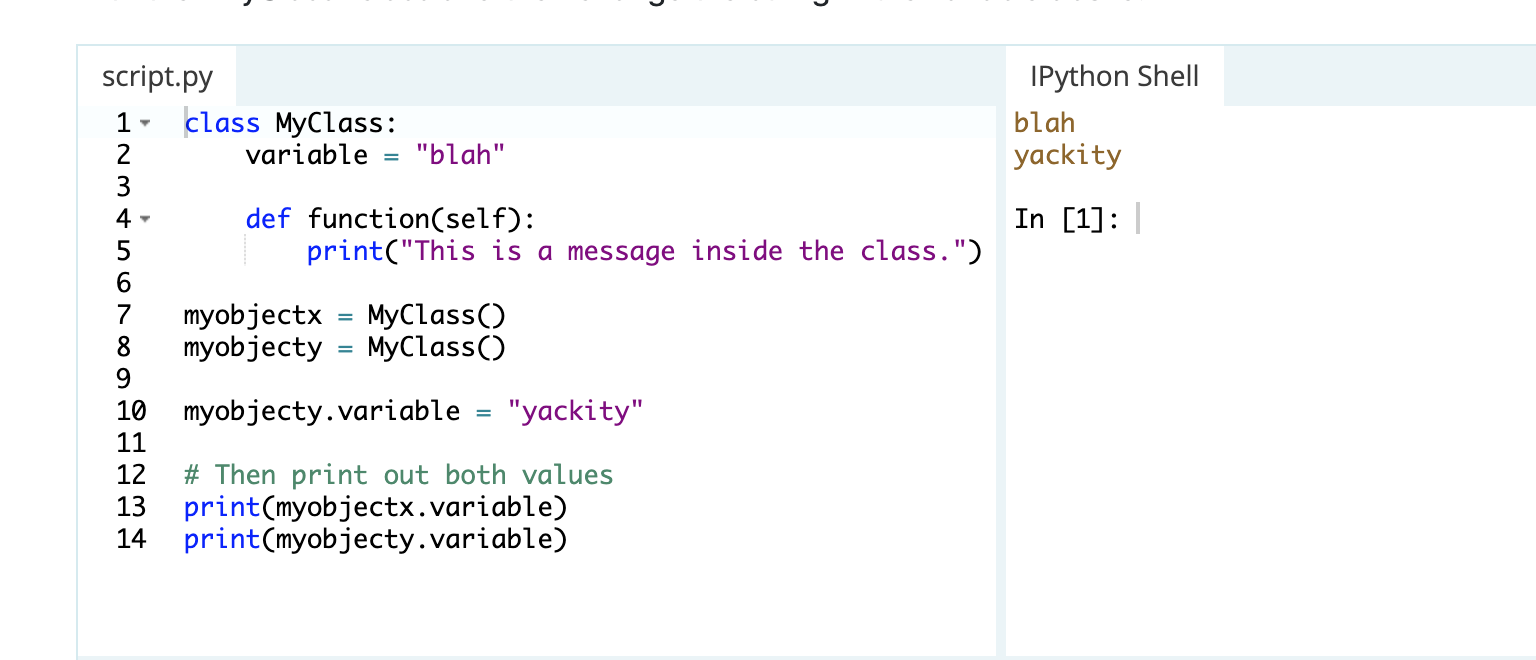 script.py
1 class MyClass:
2     variable = "blah"
3
4     def function(self):
5         print("This is a message inside the class.")
6
7 myobjectx = MyClass()
8 myobjecty = MyClass()
9
10 myobjecty.variable = "yackity"
11
12 # Then print out both values
13 print(myobjectx.variable)
14 print(myobjecty.variable)
IPython Shell
blah
yackity
In [1]: